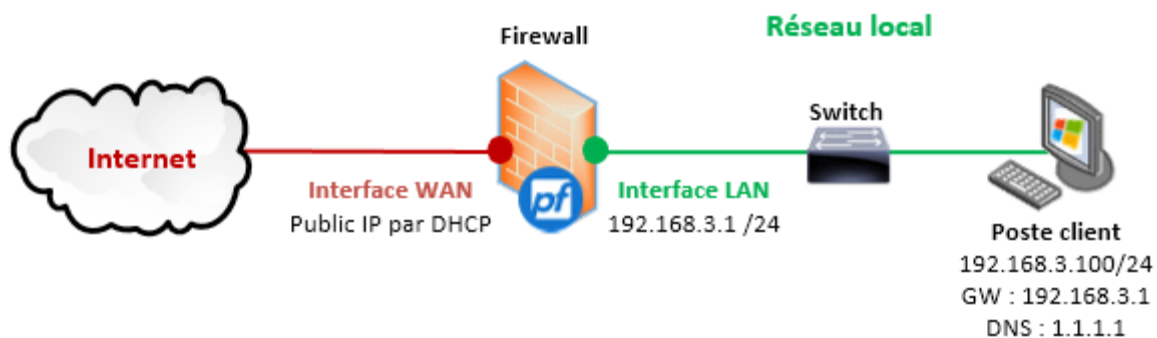 Réseau local
Firewall
Switch
Internet
Interface WAN
Public IP par DHCP
pf
Interface LAN
192.168.3.1 /24
Poste client
192.168.3.100/24
GW : 192.168.3.1
DNS : 1.1.1.1